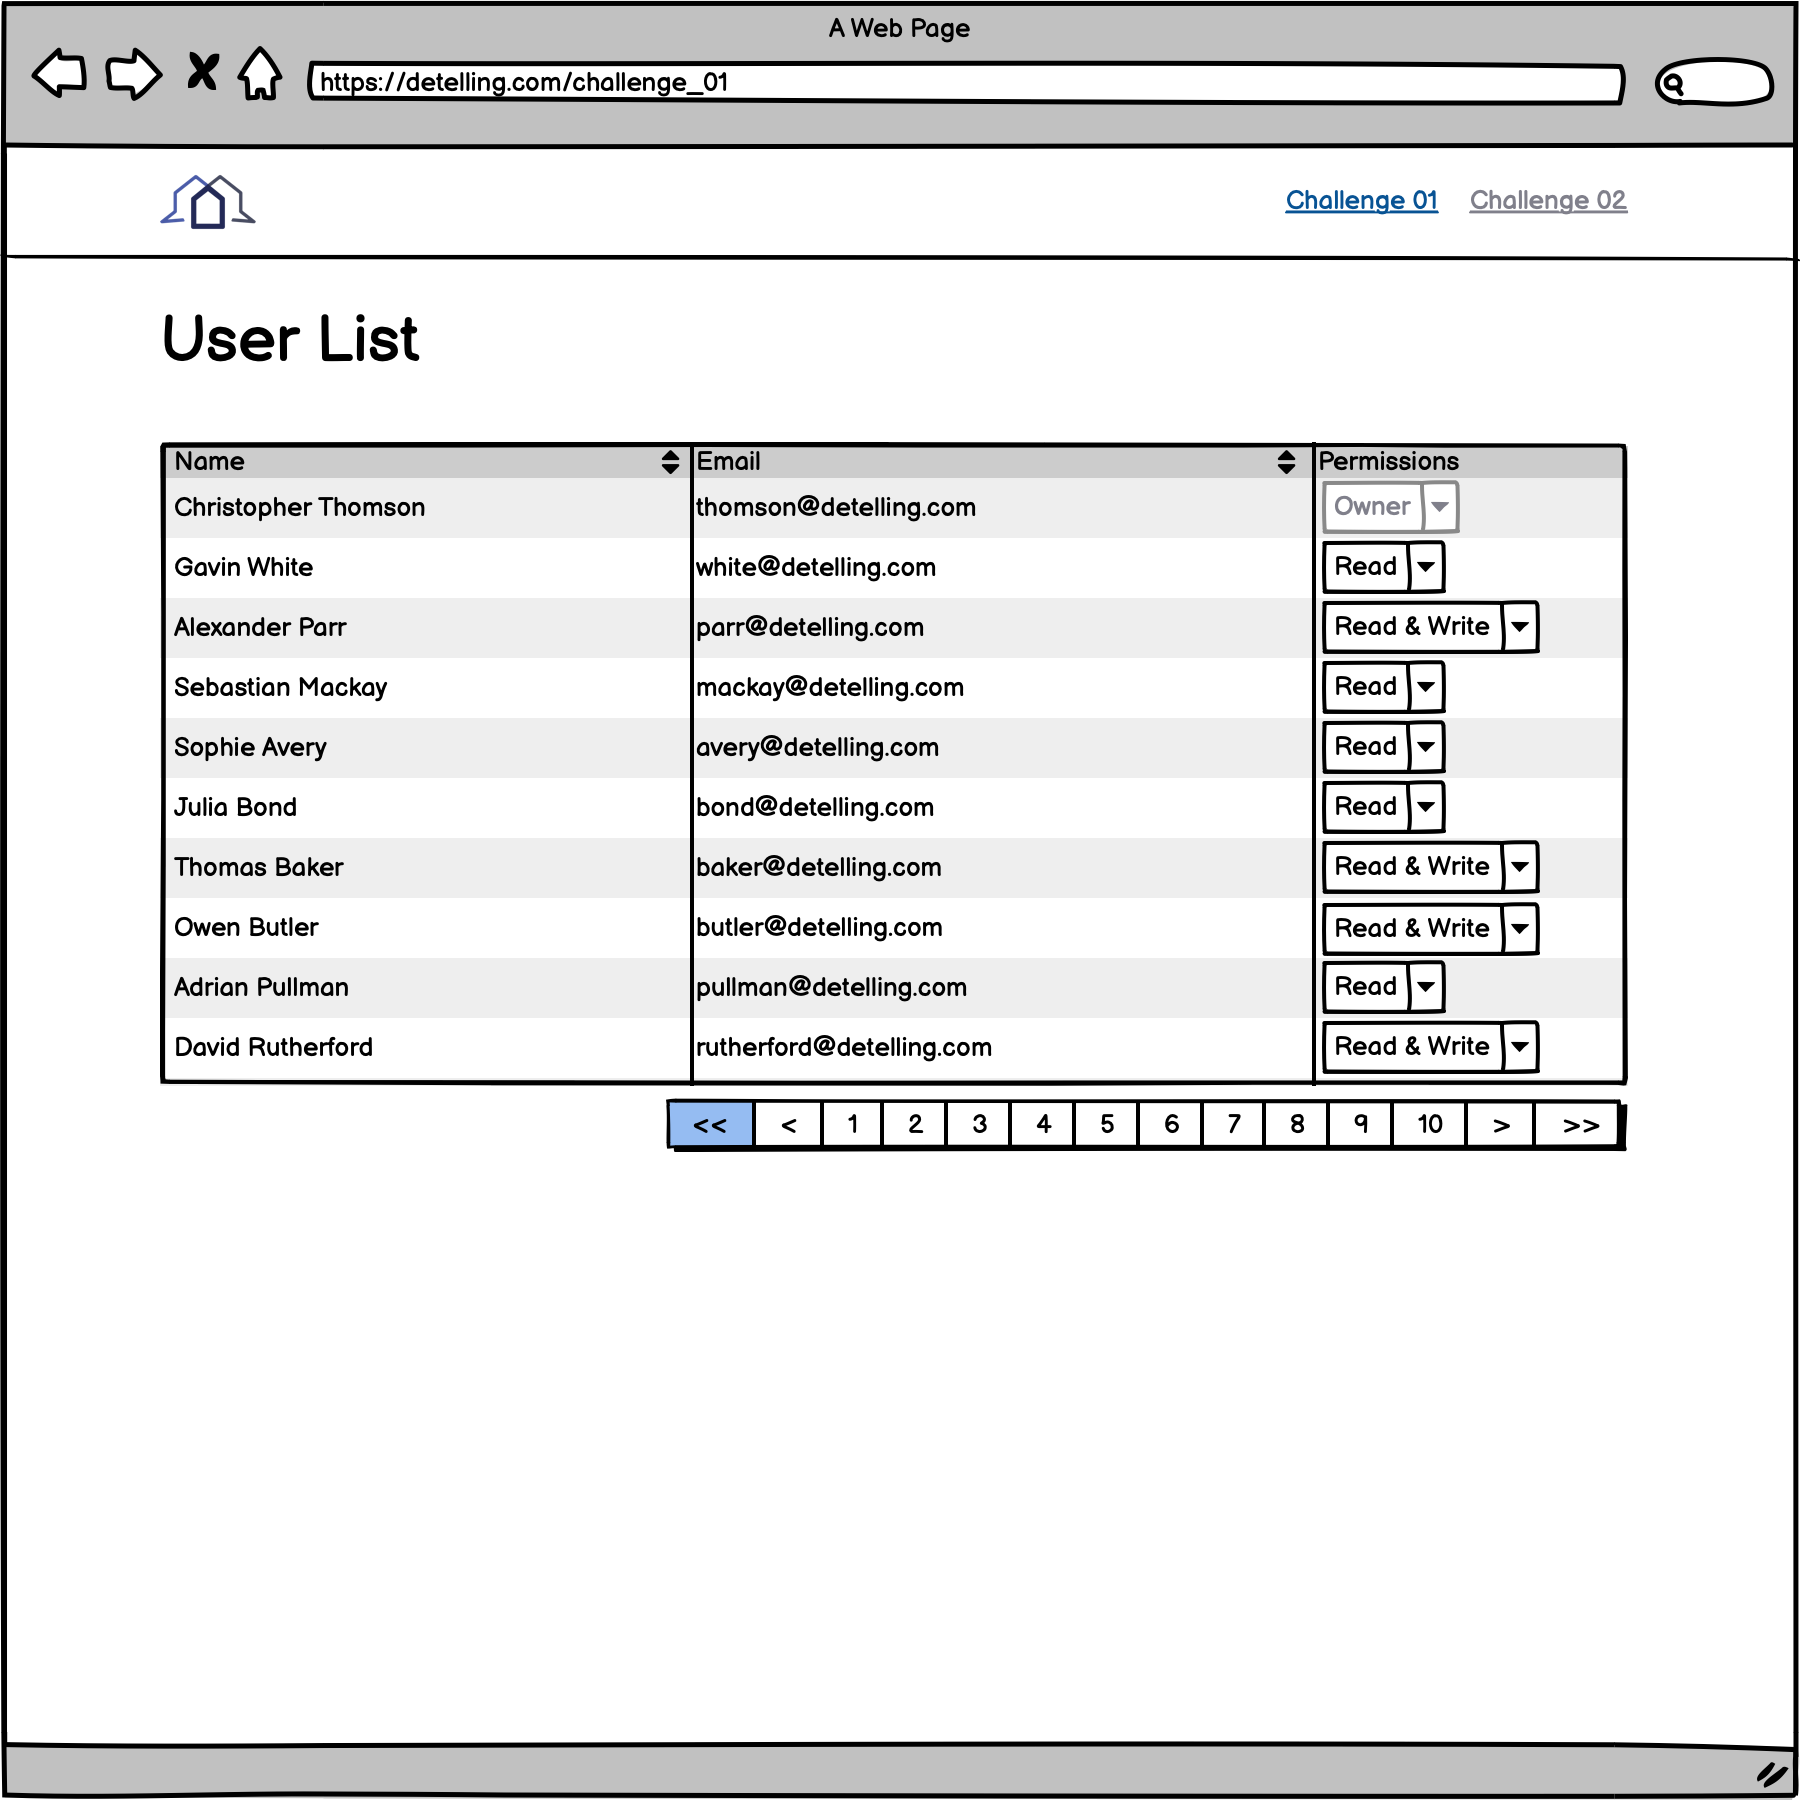 A Web Page
https://detelling.com/challenge_01
Challenge 01 Challenge 02
User List
Name Email Permissions
Christopher Thomson thomson@detelling.com Owner
Gavin White white@detelling.com Read
Alexander Parr parr@detelling.com Read & Write
Sebastian Mackay mackay@detelling.com Read
Sophie Avery avery@detelling.com Read
Julia Bond bond@detelling.com Read
Thomas Baker baker@detelling.com Read & Write
Owen Butler butler@detelling.com Read & Write
Adrian Pullman pullman@detelling.com Read
David Rutherford rutherford@detelling.com Read & Write
<< < 1 2 3 4 5 6 7 8 9 10 > >>